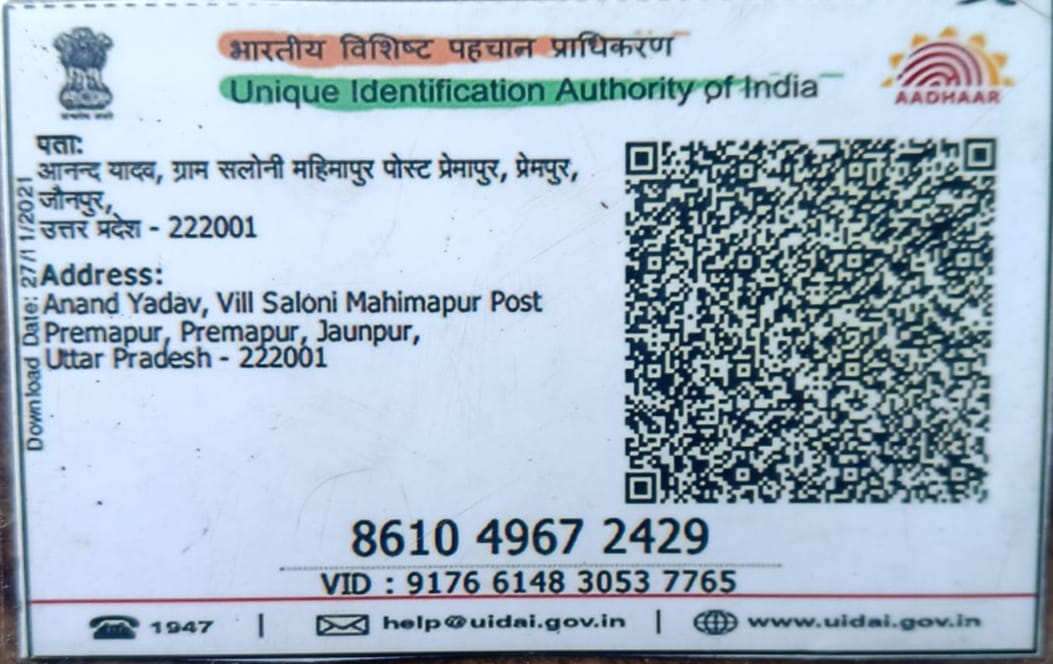 भारतीय विशिष्ट पहचान प्राधिकरण
Unique Identification Authority of India
AADHAAR
पता:
आनन्द यादव, ग्राम सलोनी महिमापुर पोस्ट प्रेमापुर, प्रेमपुर,
जौनपुर,
उत्तर प्रदेश - 222001
Address:
Anand Yadav, Vill Saloni Mahimapur Post
Premapur, Premapur, Jaunpur,
Uttar Pradesh - 222001
Download Date: 27/11/2021
8610 4967 2429
VID : 9176 6148 3053 7765
1947 | help@uidai.gov.in | www.uidai.gov.in